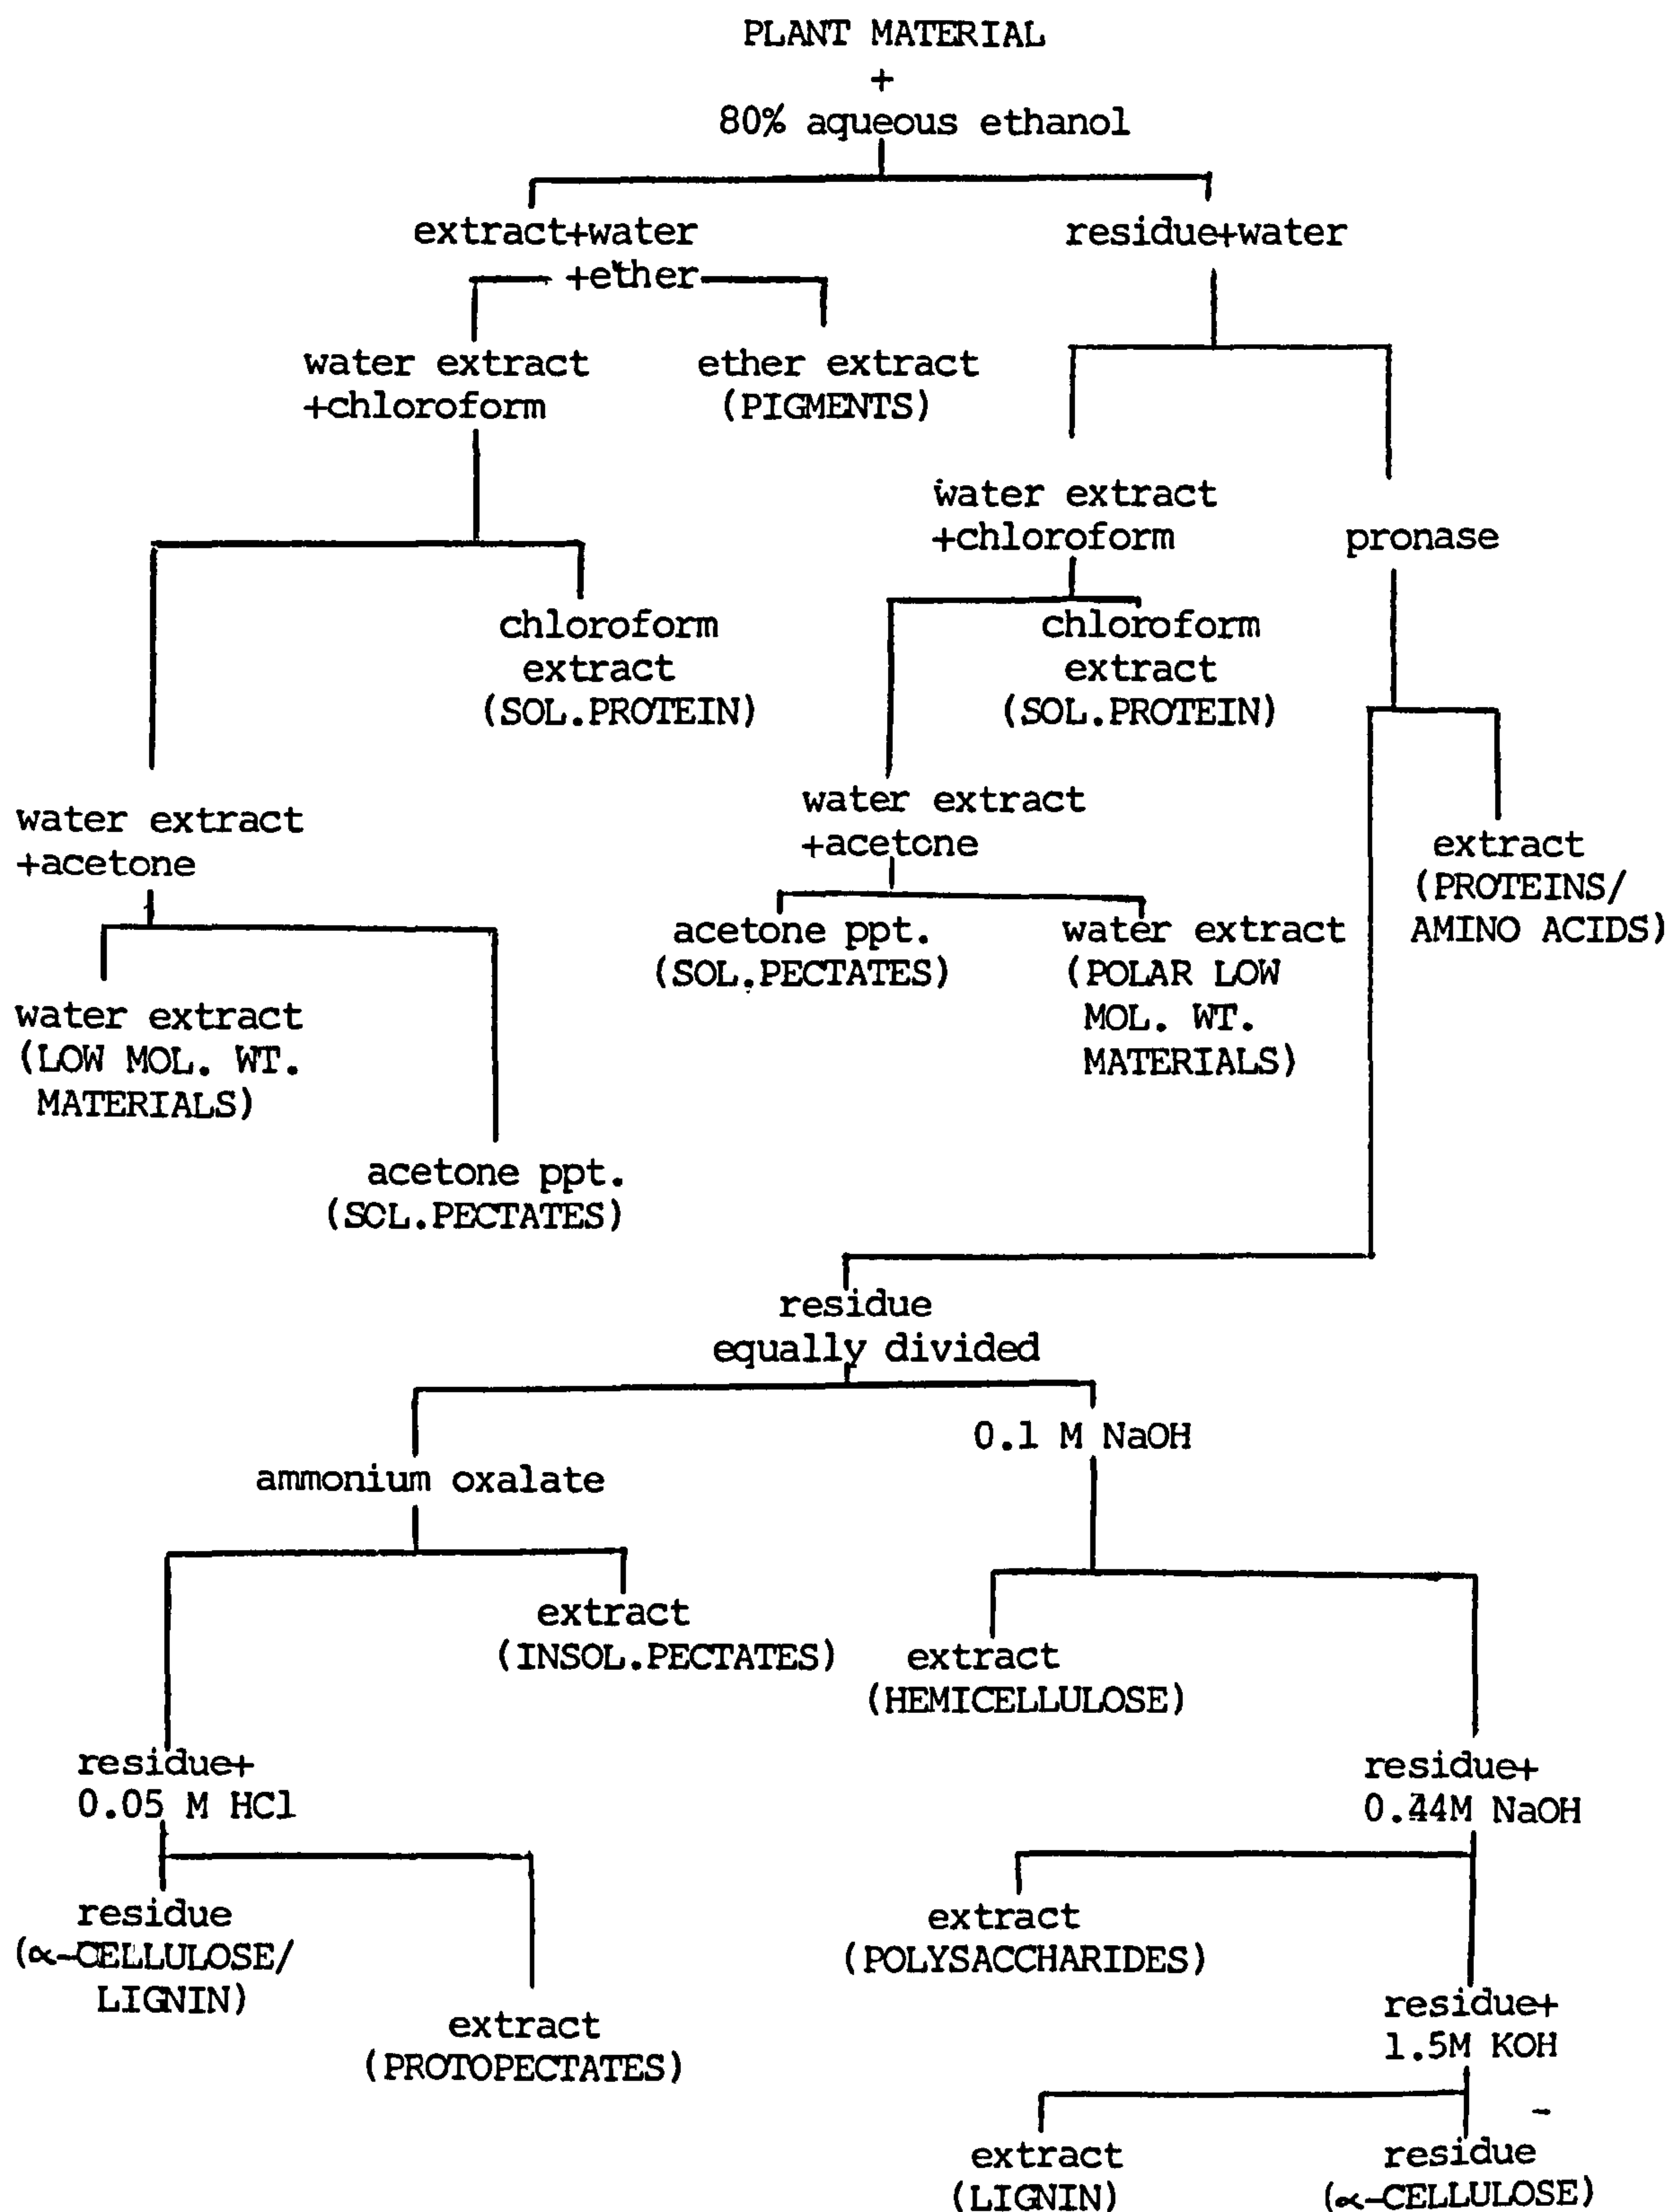 PLANT MATERIAL
+
80% aqueous ethanol
extract+water
+ether
residue+water
water extract
+chloroform
ether extract
(PIGMENTS)
water extract
+chloroform
pronase
chloroform
extract
(SOL.PROTEIN)
chloroform
extract
(SOL.PROTEIN)
water extract
+acetone
water extract
+acetone
extract
(PROTEINS/
AMINO ACIDS)
acetone ppt.
(SOL.PECTATES)
water extract
(POLAR LOW
MOL. WT.
MATERIALS)
water extract
(LOW MOL. WT.
MATERIALS)
acetone ppt.
(SOL.PECTATES)
residue
equally divided
ammonium oxalate
0.1 M NaOH
extract
(INSOL.PECTATES)
extract
(HEMICELLULOSE)
residue+
0.05 M HCl
residue+
0.44M NaOH
residue
(α-CELLULOSE/
LIGNIN)
extract
(PROTOPECTATES)
extract
(POLYSACCHARIDES)
residue+
1.5M KOH
extract
(LIGNIN)
residue
(α-CELLULOSE)